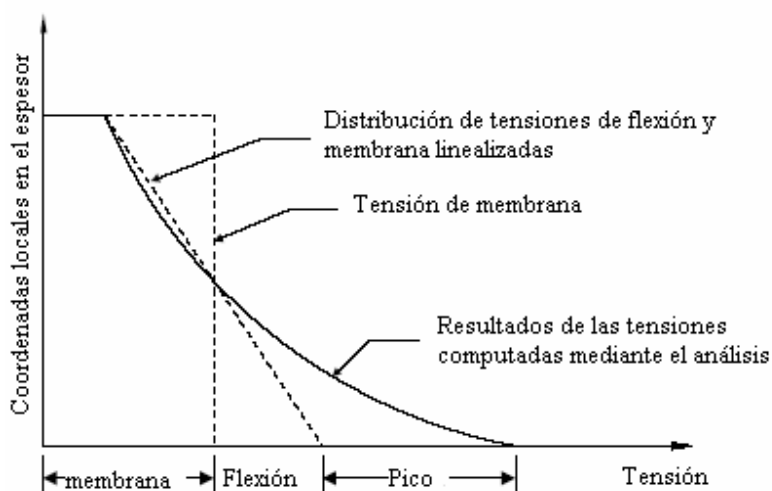 Coordenadas locales en el espesor
Distribución de tensiones de flexión y
membrana linealizadas
Tensión de membrana
Resultados de las tensiones
computadas mediante el análisis
membrana
Flexión
Pico
Tensión